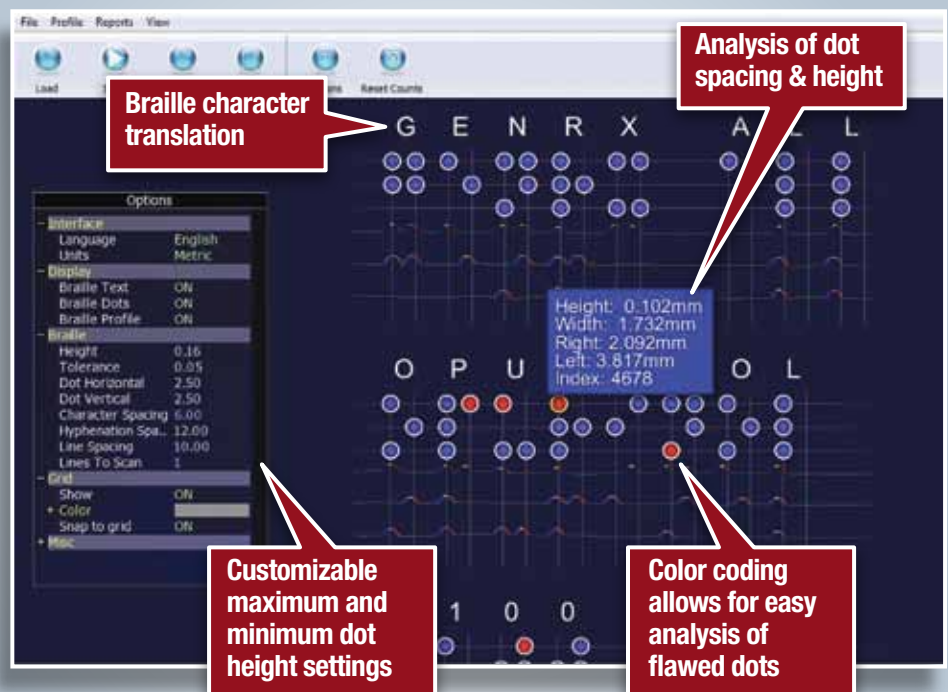 File Profile Reports View
Load
Reset Counts
Braille character
translation
Analysis of dot
spacing & height
G E N R X A L L
Options
− Interface
Language English
Units Metric
− Display
Braille Text ON
Braille Dots ON
Braille Profile ON
− Braille
Height 0.16
Tolerance 0.05
Dot Horizontal 2.50
Dot Vertical 2.50
Character Spacing 6.00
Hyphenation Spa.. 12.00
Line Spacing 10.00
Lines To Scan 1
− Grid
Show ON
+ Color
Snap to grid ON
+ Misc
Height: 0.102mm
Width: 1.732mm
Right: 2.092mm
Left: 3.817mm
Index: 4678
O P U O L
Customizable
maximum and
minimum dot
height settings
Color coding
allows for easy
analysis of
flawed dots
1 0 0